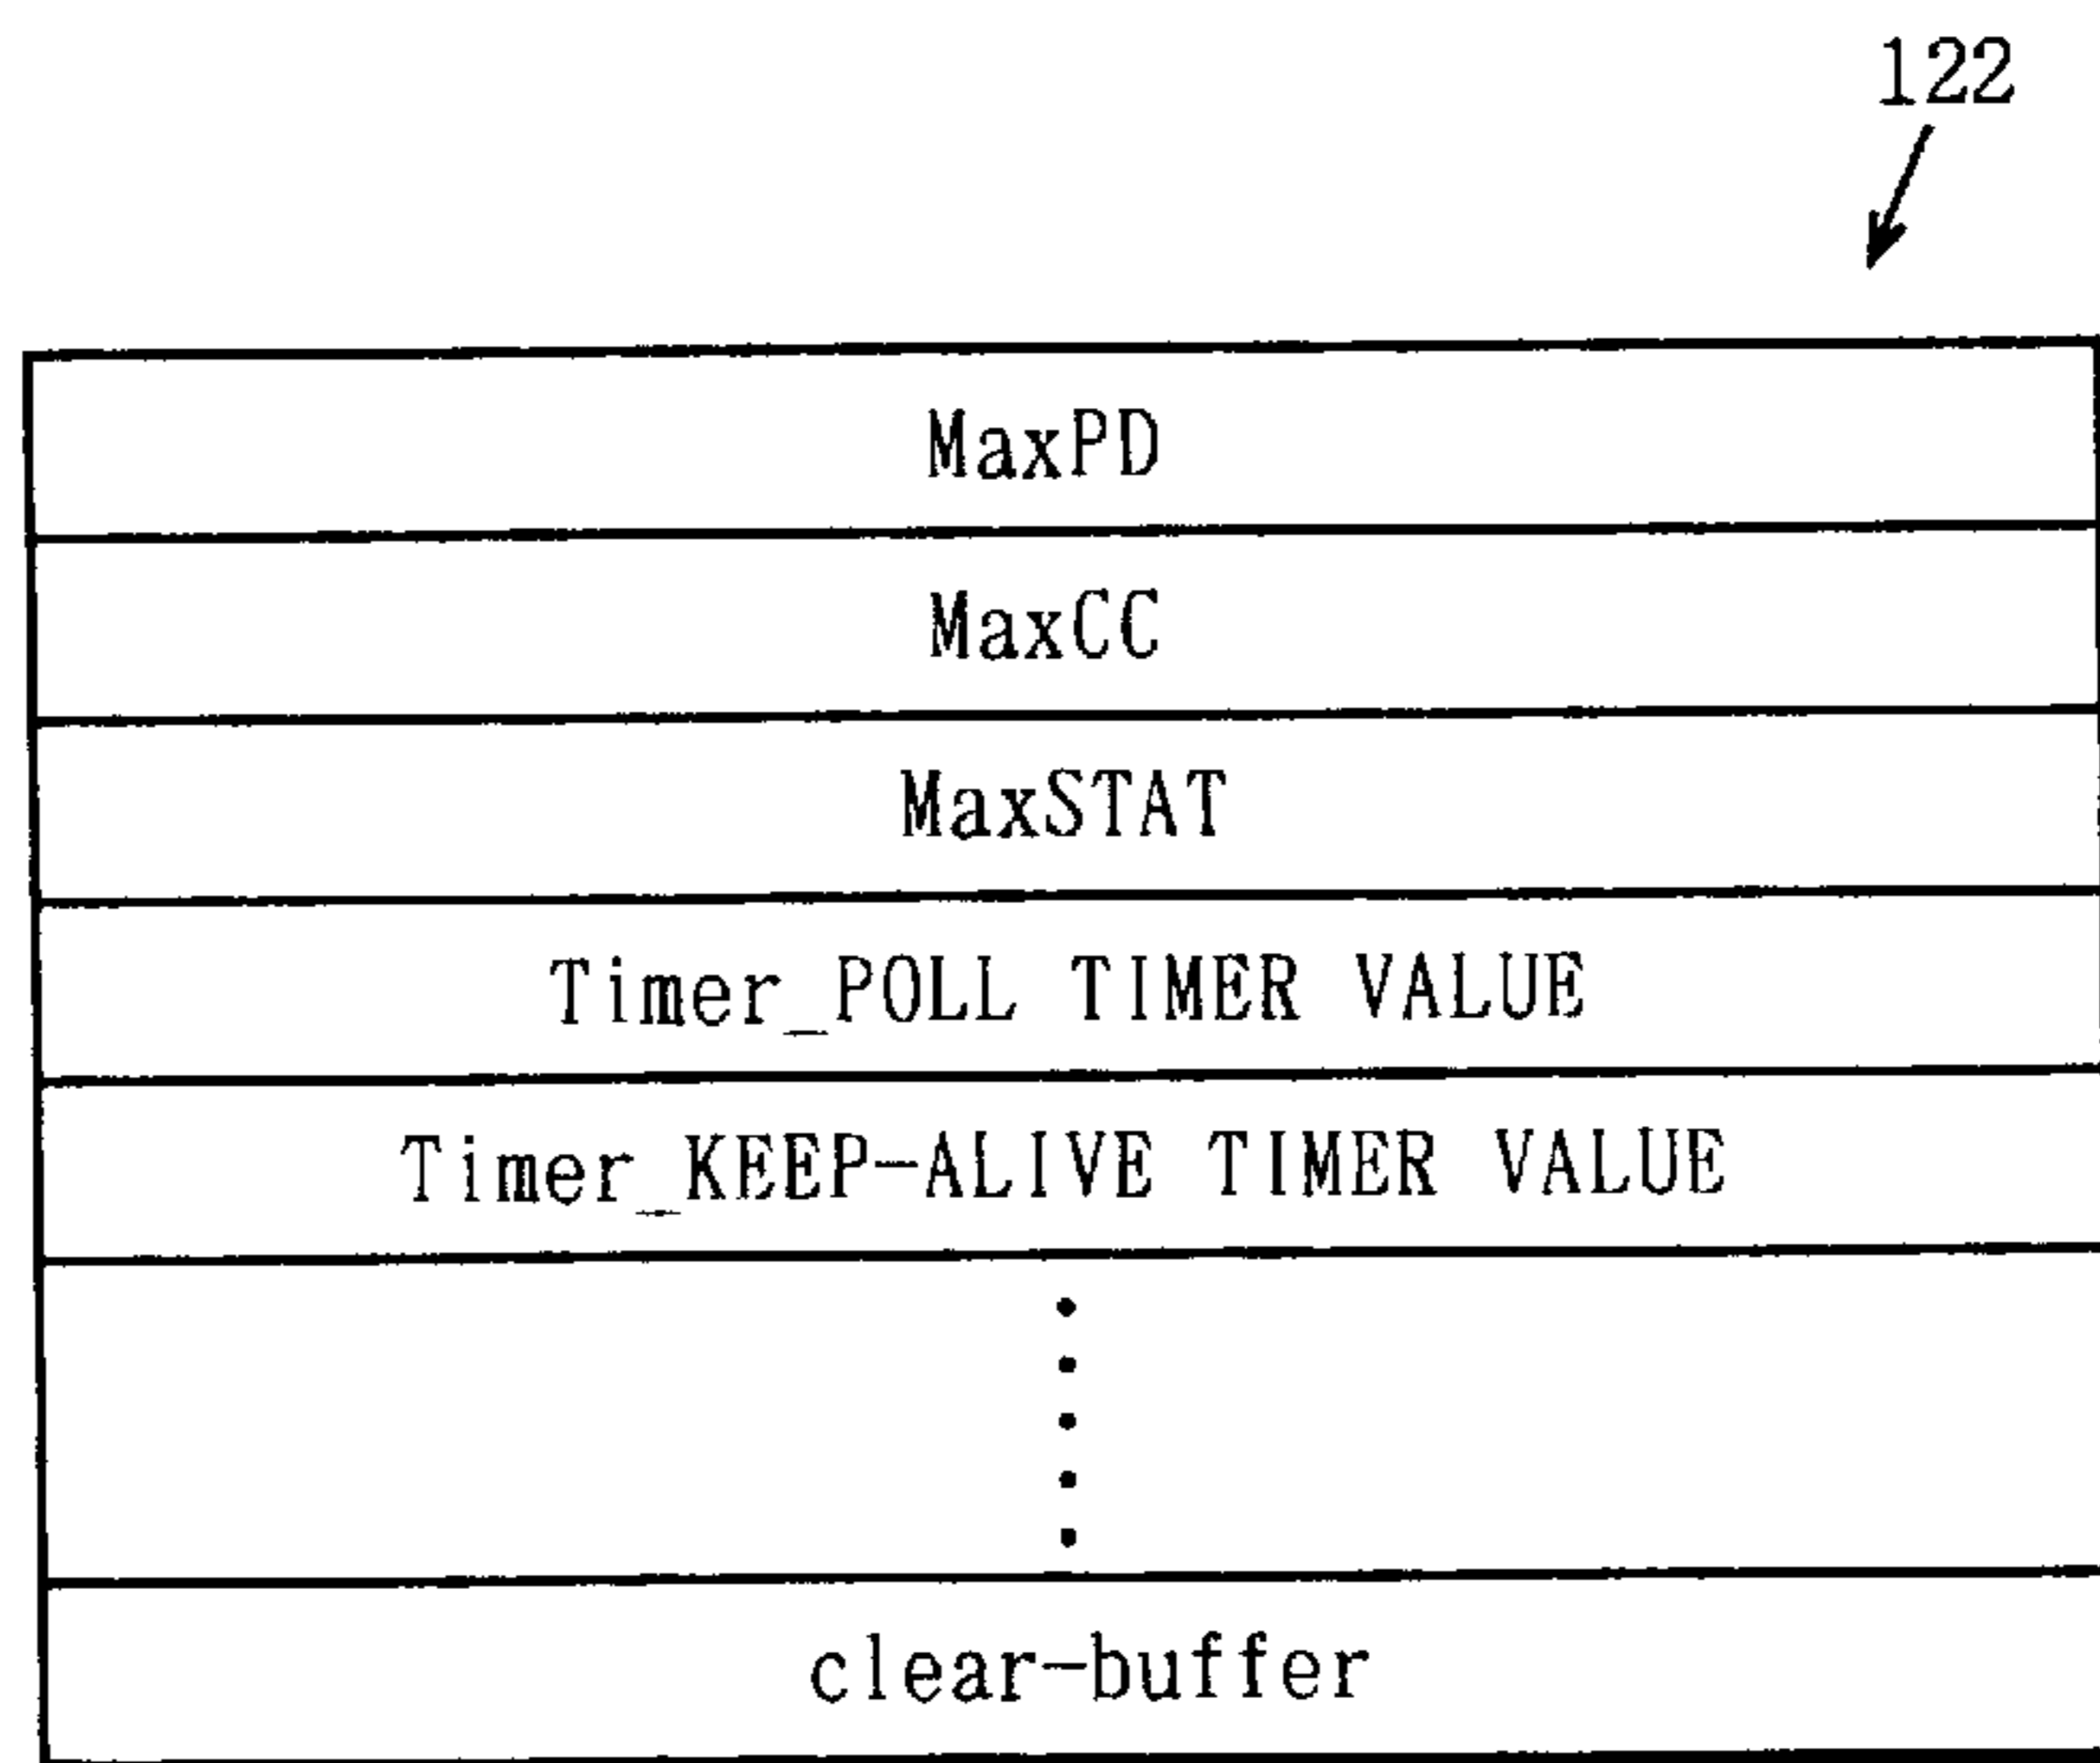 122
MaxPD
MaxCC
MaxSTAT
Timer_POLL TIMER VALUE
Timer_KEEP-ALIVE TIMER VALUE
clear-buffer